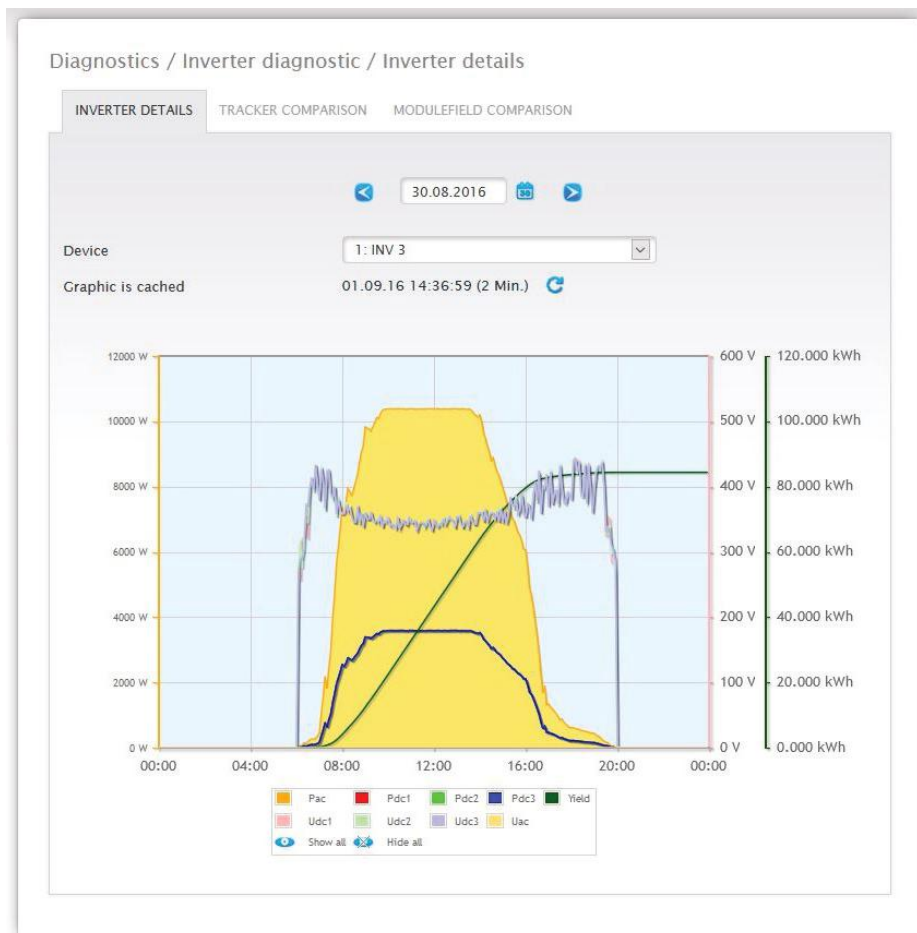 Diagnostics / Inverter diagnostic / Inverter details
INVERTER DETAILS TRACKER COMPARISON MODULEFIELD COMPARISON
30.08.2016 30
Device 1: INV 3
Graphic is cached 01.09.16 14:36:59 (2 Min.)
12000 W 600 V 120.000 kWh
10000 W 500 V 100.000 kWh
8000 W 400 V 80.000 kWh
6000 W 300 V 60.000 kWh
4000 W 200 V 40.000 kWh
2000 W 100 V 20.000 kWh
0 W 0 V 0.000 kWh
00:00 04:00 08:00 12:00 16:00 20:00 00:00
Pac Pdc1 Pdc2 Pdc3 Yield
Udc1 Udc2 Udc3 Uac
Show all Hide all